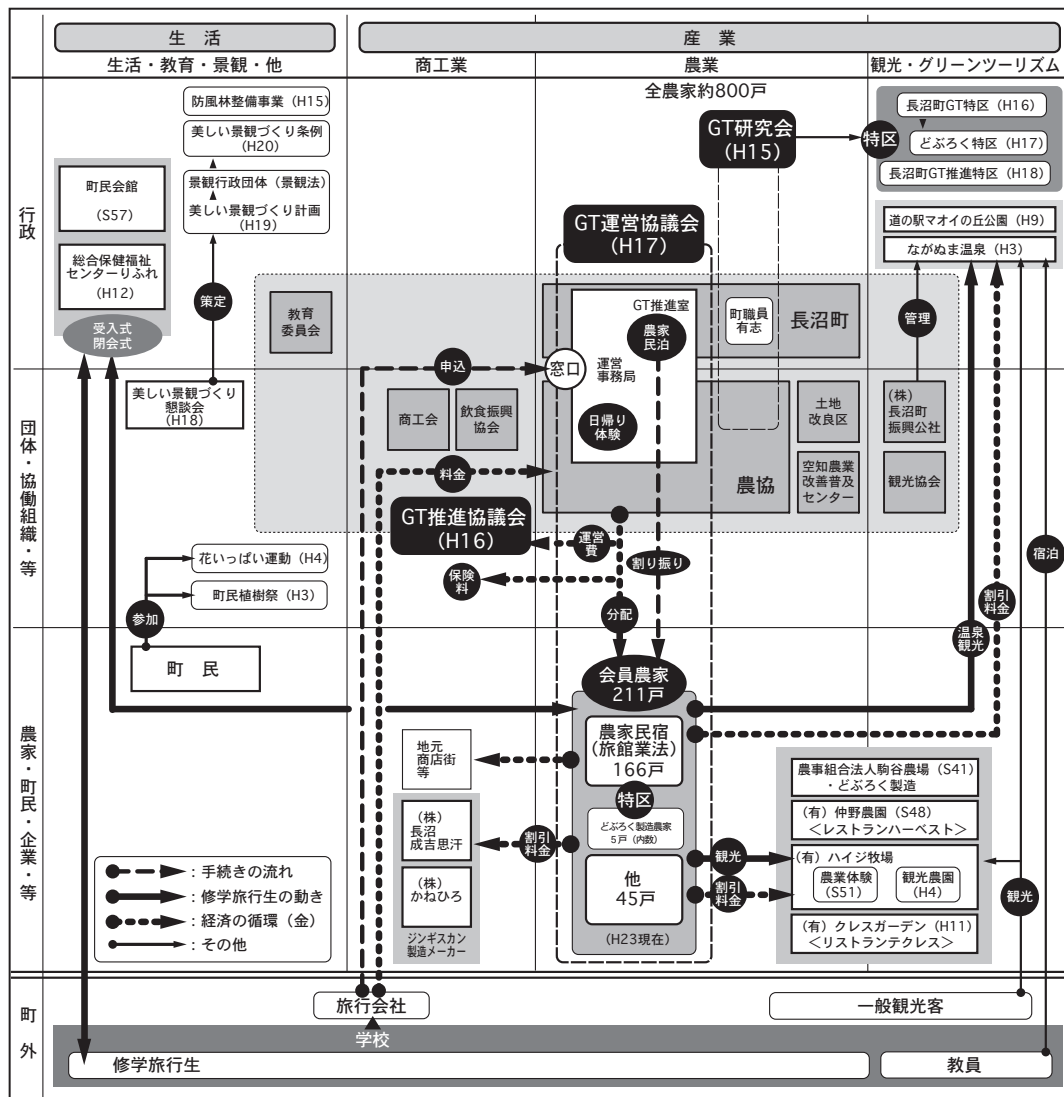 生 活
産 業
生活・教育・景観・他
商工業
農業
観光・グリーンツーリズム
行政
団体・協働組織・等
農家・町民・企業・等
町外
防風林整備事業（H15）
美しい景観づくり条例
（H20）
景観行政団体（景観法）
美しい景観づくり計画
（H19）
町民会館
（S57）
総合保健福祉
センターりふれ
（H12）
受入式
閉会式
策定
美しい景観づくり
懇談会
（H18）
全農家約800戸
GT研究会
（H15）
特区
長沼町GT特区（H16）
どぶろく特区（H17）
長沼町GT推進特区（H18）
道の駅マオイの丘公園（H9）
ながぬま温泉（H3）
GT運営協議会
（H17）
教育
委員会
GT推進室
農家
民泊
町職員
有志
長沼町
管理
申込
窓口
運営
事務局
商工会
飲食振興
協会
日帰り
体験
土地
改良区
（株）
長沼町
振興公社
料金
農協
空知農業
改善普及
センター
観光協会
GT推進協議会
（H16）
運営
費
保険
料
割り振り
分配
宿泊
割引
料金
温泉
観光
花いっぱい運動（H4）
町民植樹祭（H3）
参加
町 民
会員農家
211戸
農家民宿
（旅館業法）
166戸
特区
どぶろく製造農家
5戸（内数）
他
45戸
（H23現在）
地元
商店街
等
（株）
長沼
成吉思汗
（株）
かねひろ
ジンギスカン
製造メーカー
割引
料金
観光
割引
料金
農事組合法人駒谷農場（S41）
・どぶろく製造
（有）仲野農園（S48）
＜レストランハーベスト＞
（有）ハイジ牧場
農業体験
（S51）
観光農園
（H4）
（有）クレスガーデン（H11）
＜リストランテクレス＞
観光
：手続きの流れ
：修学旅行生の動き
：経済の循環（金）
：その他
旅行会社
学校
一般観光客
修学旅行生
教員